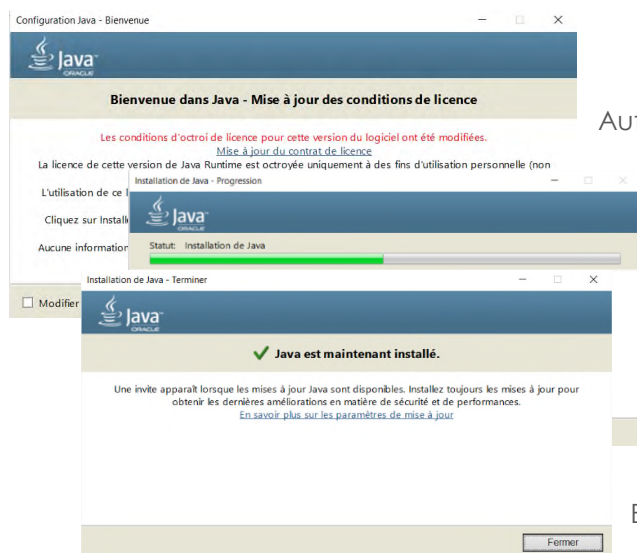 Configuration Java - Bienvenue
Java
ORACLE
Bienvenue dans Java - Mise à jour des conditions de licence
Les conditions d'octroi de licence pour cette version du logiciel ont été modifiées.
Mise à jour du contrat de licence
La licence de cette version de Java Runtime est octroyée uniquement à des fins d'utilisation personnelle (non
L'utilisation de ce l
Cliquez sur Install
Aucune information
Modifier
Installation de Java - Progression
Java
Statut: Installation de Java
Installation de Java - Terminer
Java
ORACLE
Java est maintenant installé.
Une invite apparaît lorsque les mises à jour Java sont disponibles. Installez toujours les mises à jour pour
obtenir les dernières améliorations en matière de sécurité et de performances.
En savoir plus sur les paramètres de mise à jour
Fermer